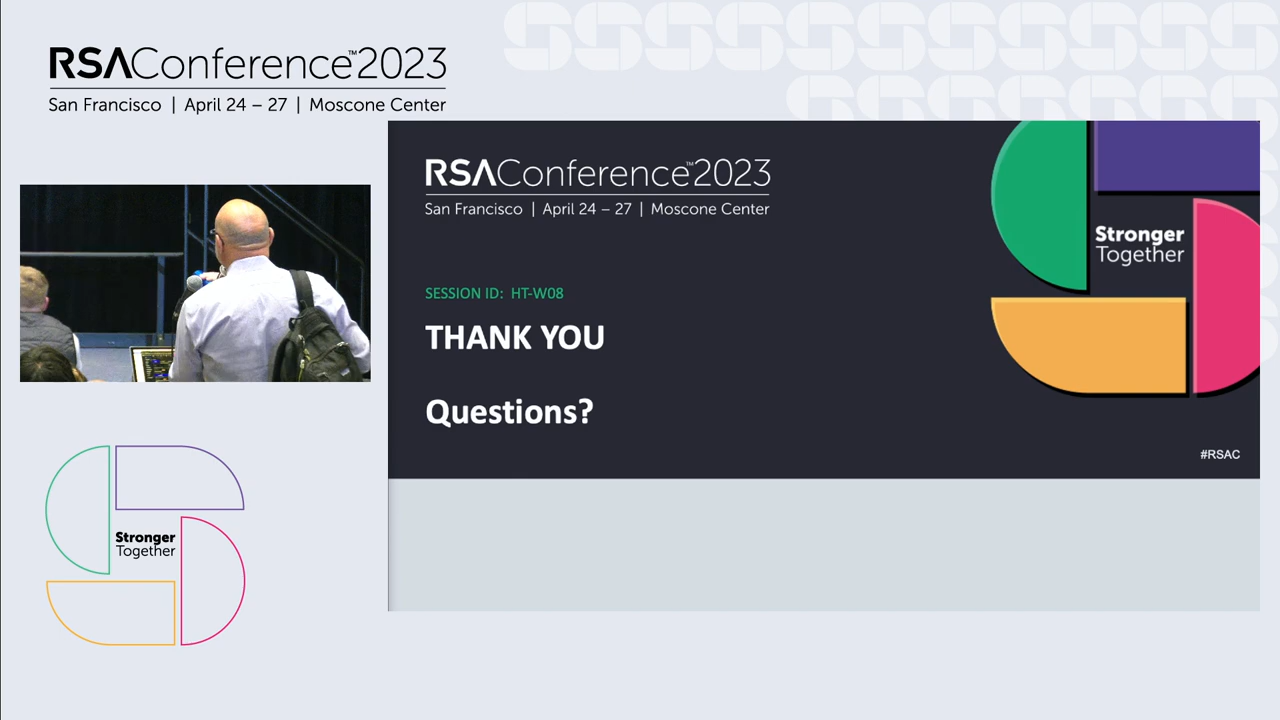 RSAConference™2023
San Francisco | April 24 – 27 | Moscone Center
RSAConference™2023
San Francisco | April 24 – 27 | Moscone Center
Stronger
Together
SESSION ID: HT-W08
THANK YOU
Questions?
#RSAC
Stronger
Together